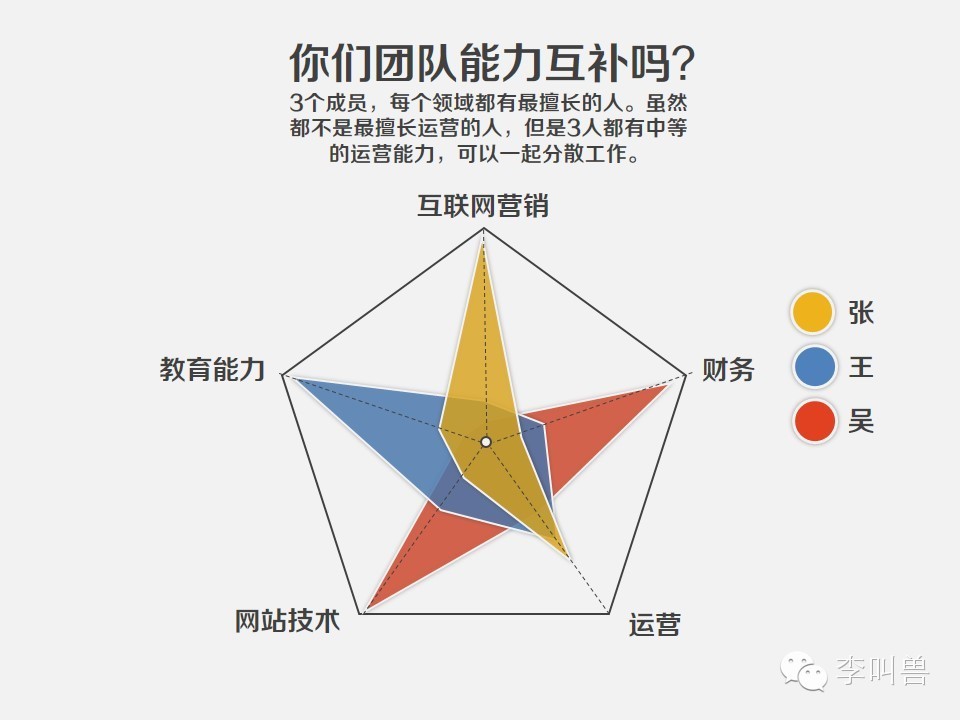 你们团队能力互补吗？
3个成员，每个领域都有最擅长的人。虽然
都不是最擅长运营的人，但是3人都有中等
的运营能力，可以一起分散工作。
互联网营销
教育能力
财务
张
王
吴
网站技术
运营
李叫兽